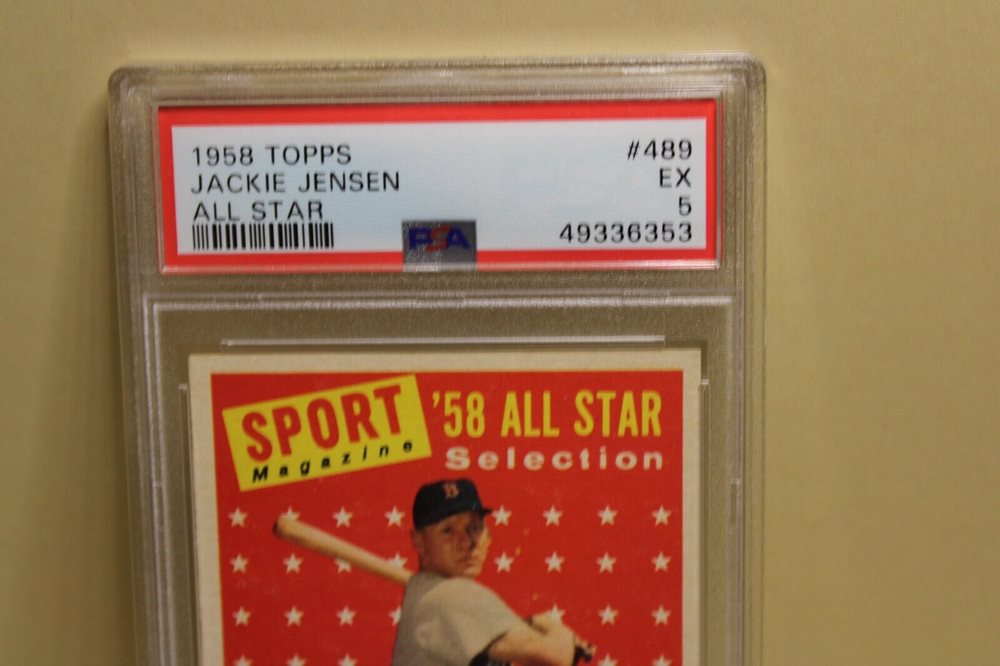 1958 TOPPS
JACKIE JENSEN
ALL STAR
#489
EX
5
49336353
PSA
SPORT
Magazine
'58 ALL STAR
Selection
B